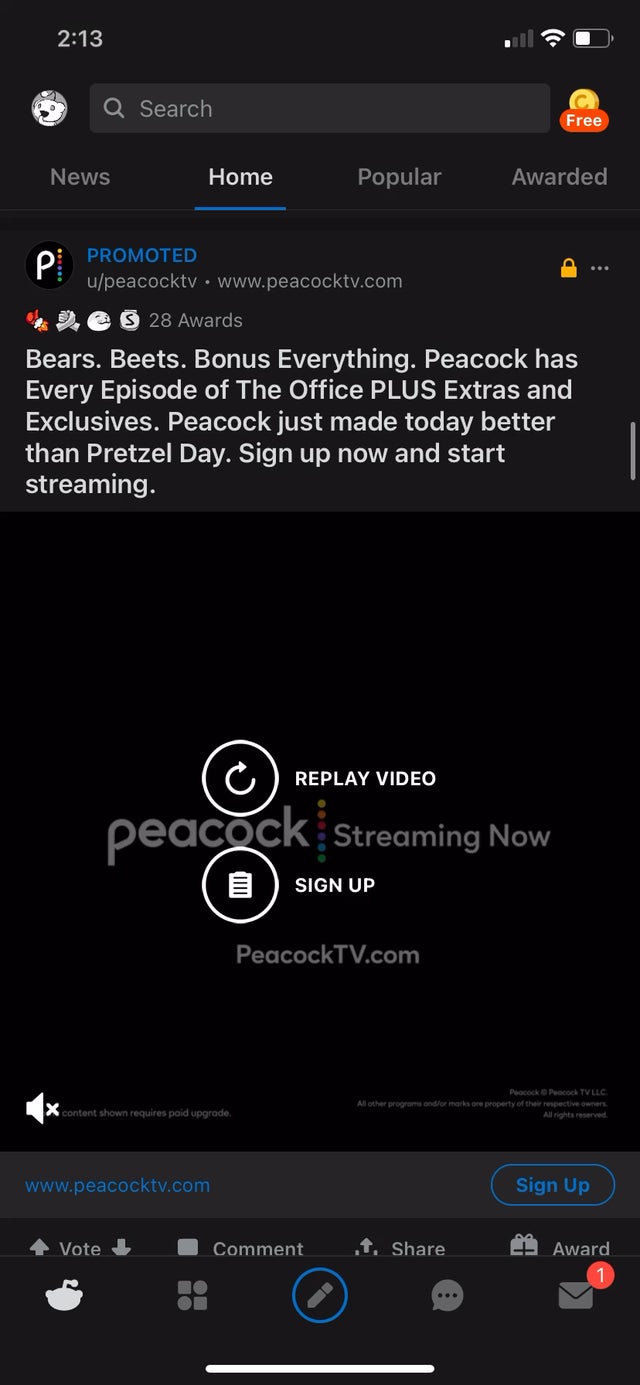 2:13
Search
Free
News Home Popular Awarded
PROMOTED
u/peacocktv • www.peacocktv.com
28 Awards
Bears. Beets. Bonus Everything. Peacock has
Every Episode of The Office PLUS Extras and
Exclusives. Peacock just made today better
than Pretzel Day. Sign up now and start
streaming.
REPLAY VIDEO
peacock Streaming Now
SIGN UP
PeacockTV.com
Peacock © Peacock TV LLC.
All other programs and/or marks are property of their respective owners.
content shown requires paid upgrade.
All rights reserved.
www.peacocktv.com Sign Up
Vote Comment Share Award
1